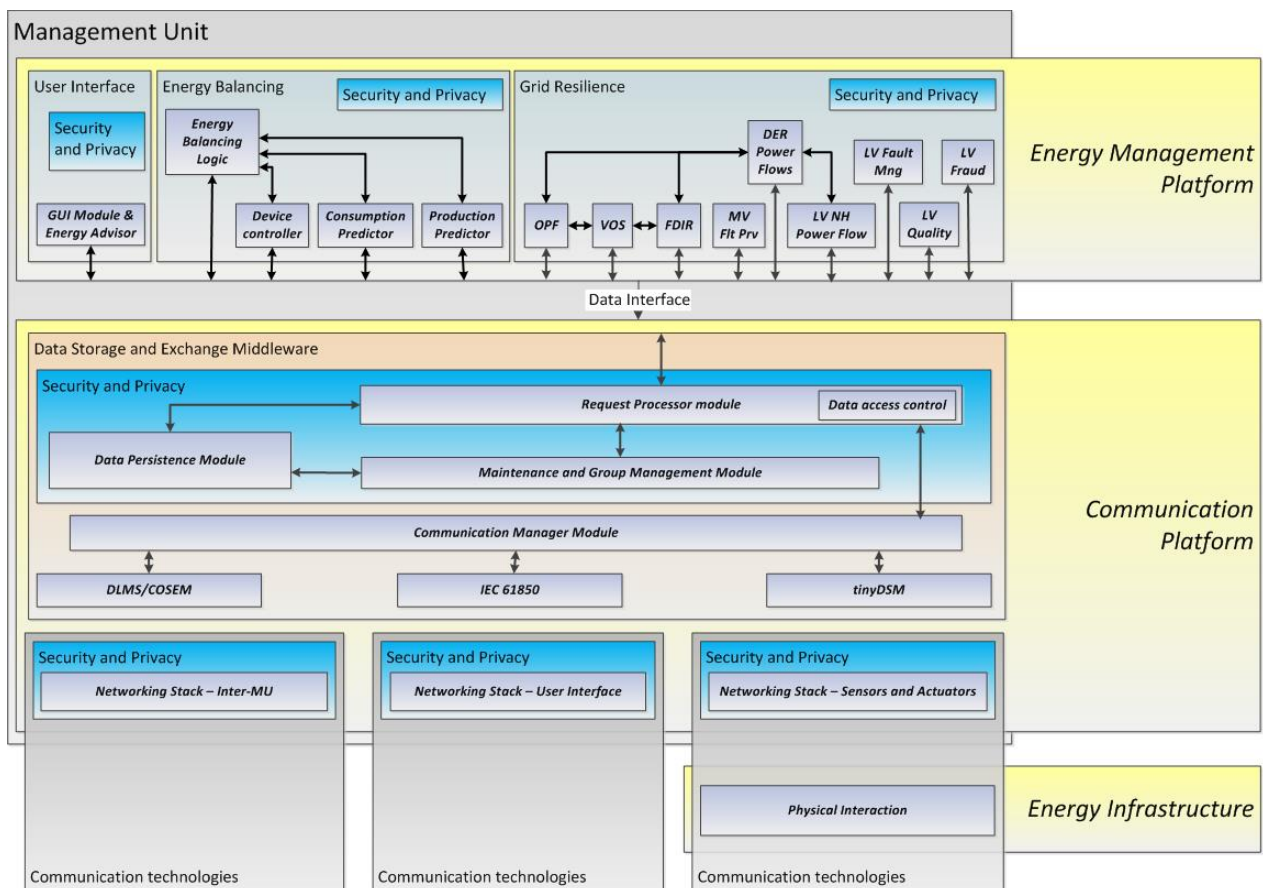 Management Unit
User Interface
Security
and Privacy
GUI Module &
Energy Advisor
Energy Balancing
Security and Privacy
Energy
Balancing
Logic
Device
controller
Consumption
Predictor
Production
Predictor
Grid Resilience
Security and Privacy
DER
Power
Flows
LV Fault
Mng
LV
Fraud
OPF
VOS
FDIR
MV
Flt Prv
LV NH
Power Flow
LV
Quality
Energy Management
Platform
Data Interface
Data Storage and Exchange Middleware
Security and Privacy
Request Processor module
Data access control
Data Persistence Module
Maintenance and Group Management Module
Communication Manager Module
DLMS/COSEM
IEC 61850
tinyDSM
Communication
Platform
Security and Privacy
Networking Stack – Inter-MU
Security and Privacy
Networking Stack – User Interface
Security and Privacy
Networking Stack – Sensors and Actuators
Physical Interaction
Energy Infrastructure
Communication technologies
Communication technologies
Communication technologies